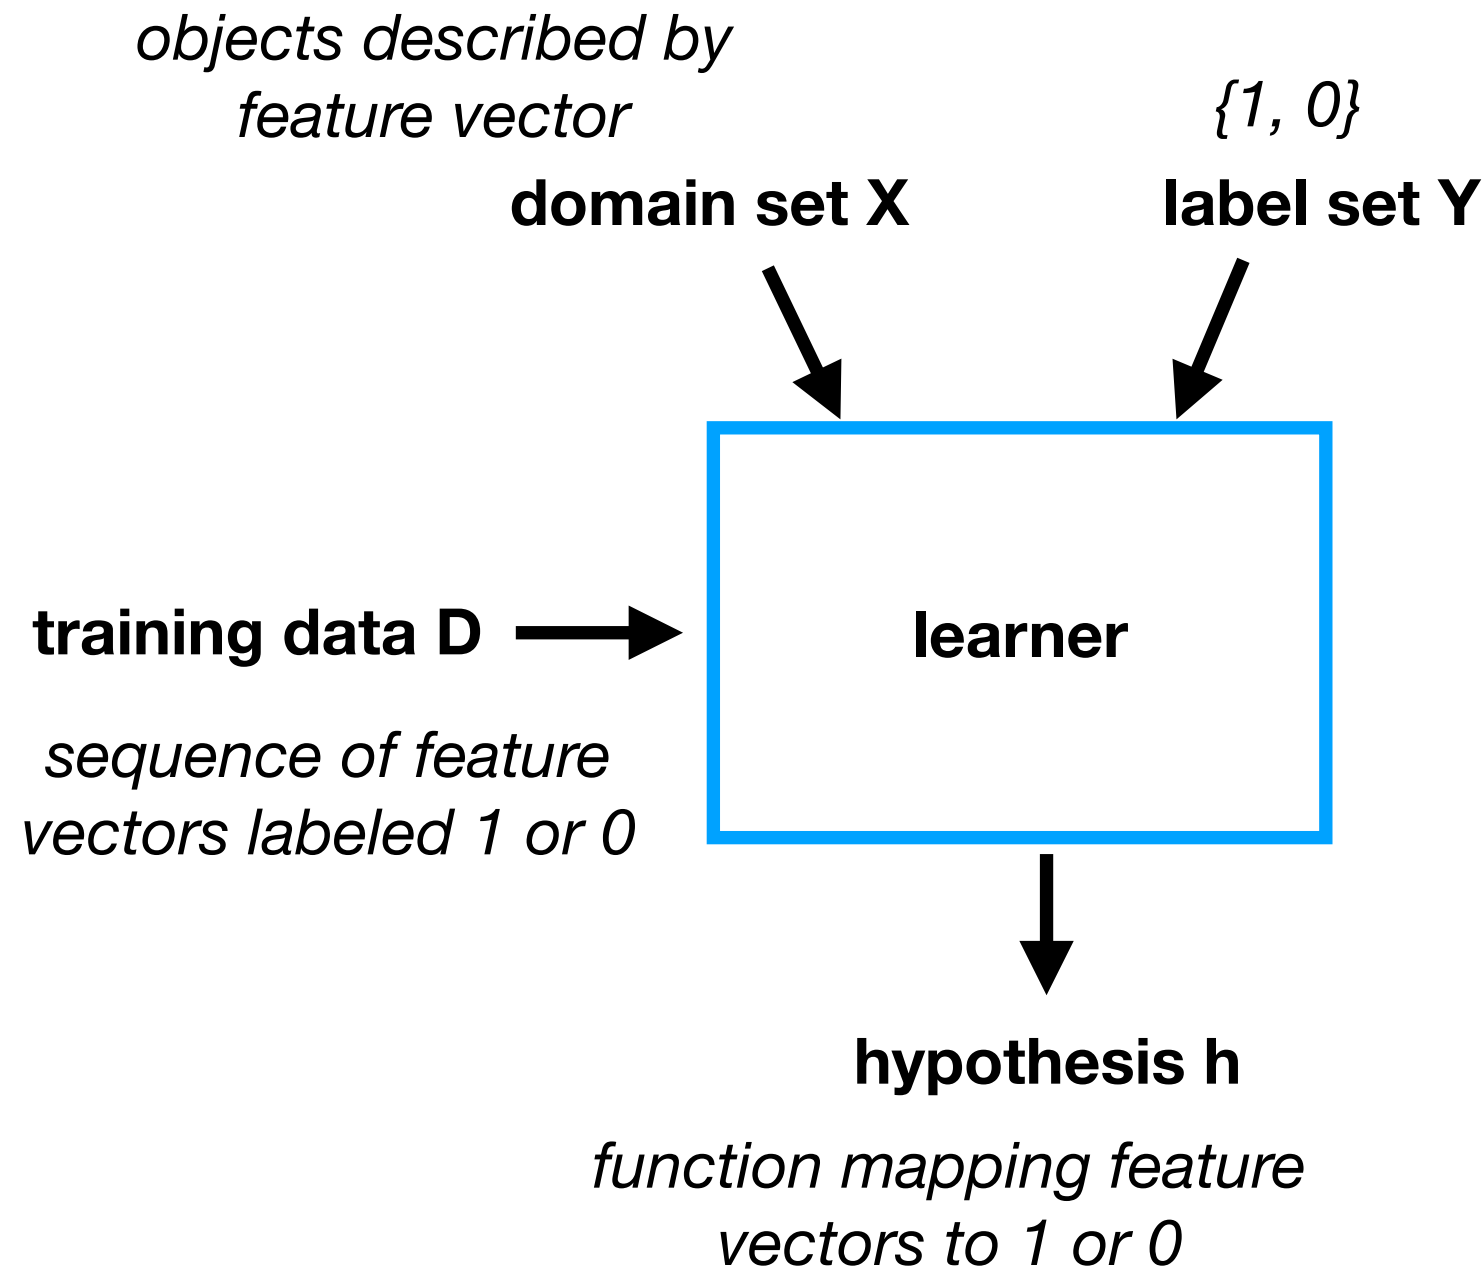 objects described by
feature vector
{1, 0}
domain set X
label set Y
training data D
learner
sequence of feature
vectors labeled 1 or 0
hypothesis h
function mapping feature
vectors to 1 or 0